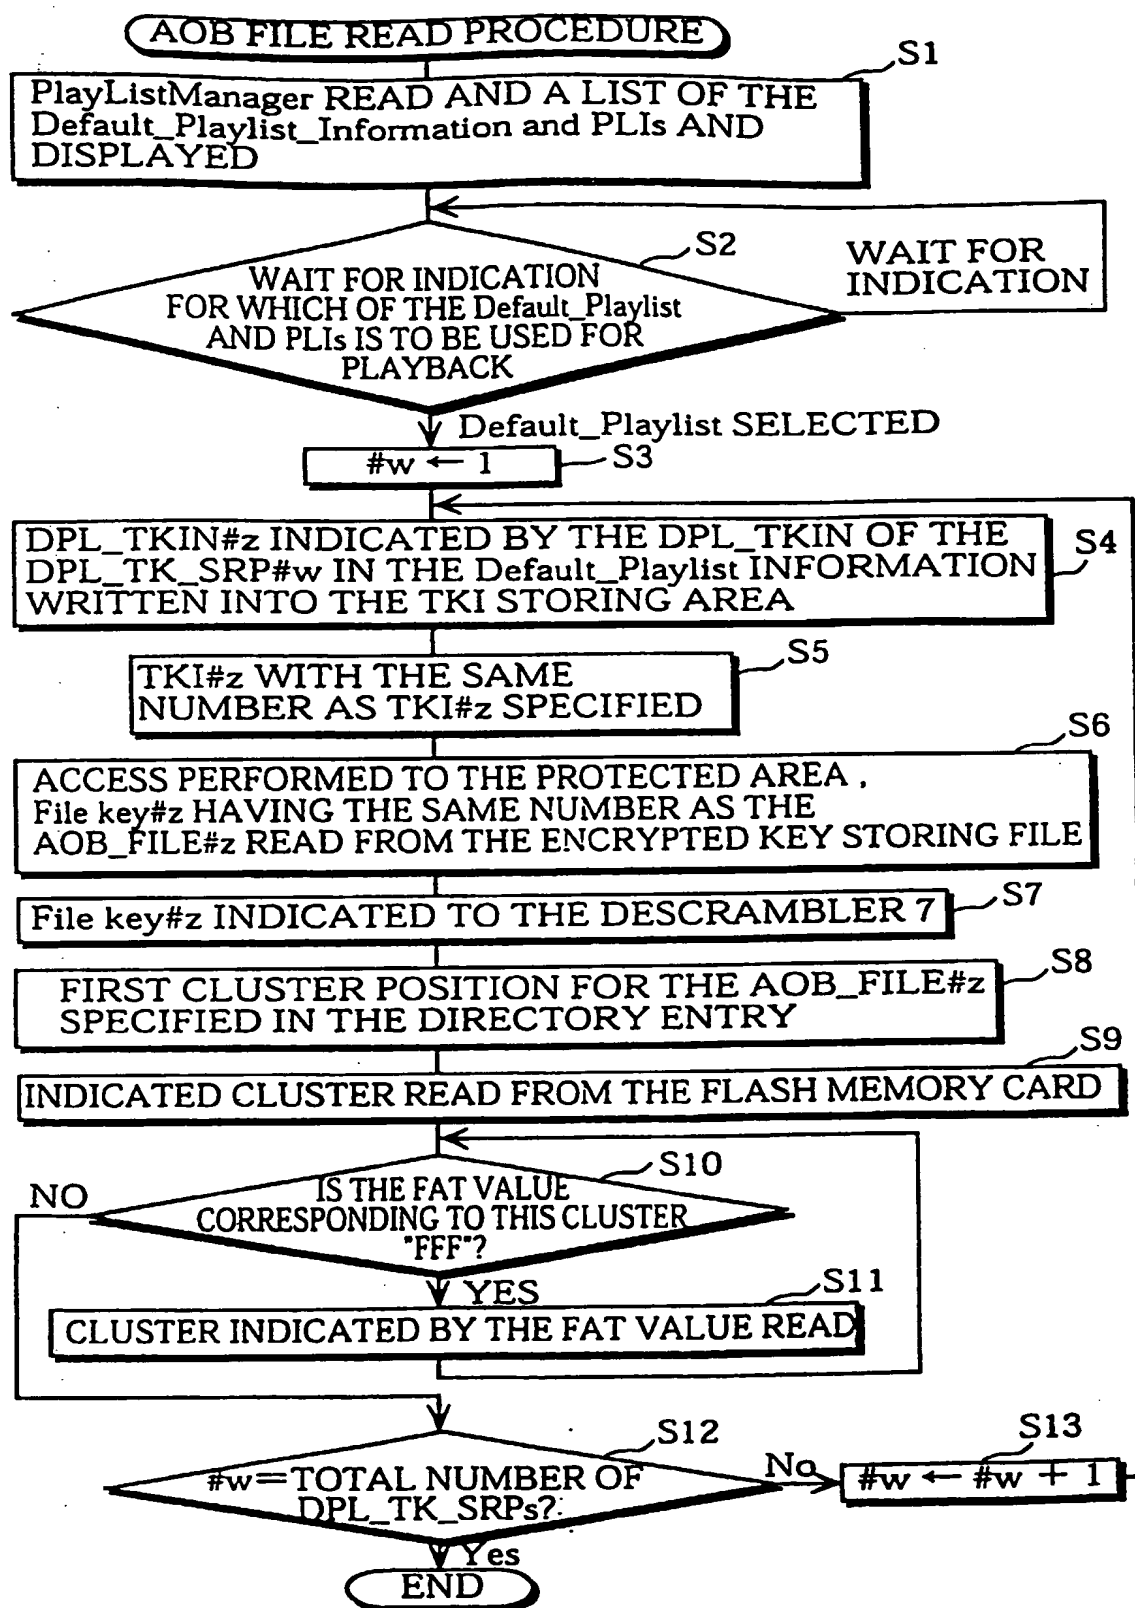 AOB FILE READ PROCEDURE
S1
PlayListManager READ AND A LIST OF THE
Default_Playlist_Information and PLIs AND
DISPLAYED
S2
WAIT FOR INDICATION
FOR WHICH OF THE Default_Playlist
AND PLIs IS TO BE USED FOR
PLAYBACK
WAIT FOR
INDICATION
Default_Playlist SELECTED
#w ← 1
S3
DPL_TKIN#z INDICATED BY THE DPL_TKIN OF THE
DPL_TK_SRP#w IN THE Default_Playlist INFORMATION
WRITTEN INTO THE TKI STORING AREA
S4
S5
TKI#z WITH THE SAME
NUMBER AS TKI#z SPECIFIED
S6
ACCESS PERFORMED TO THE PROTECTED AREA ,
File key#z HAVING THE SAME NUMBER AS THE
AOB_FILE#z READ FROM THE ENCRYPTED KEY STORING FILE
S7
File key#z INDICATED TO THE DESCRAMBLER 7
S8
FIRST CLUSTER POSITION FOR THE AOB_FILE#z
SPECIFIED IN THE DIRECTORY ENTRY
S9
INDICATED CLUSTER READ FROM THE FLASH MEMORY CARD
S10
NO
IS THE FAT VALUE
CORRESPONDING TO THIS CLUSTER
"FFF"?
YES
S11
CLUSTER INDICATED BY THE FAT VALUE READ
S12
#w=TOTAL NUMBER OF
DPL_TK_SRPs?
No
S13
#w ← #w + 1
Yes
END